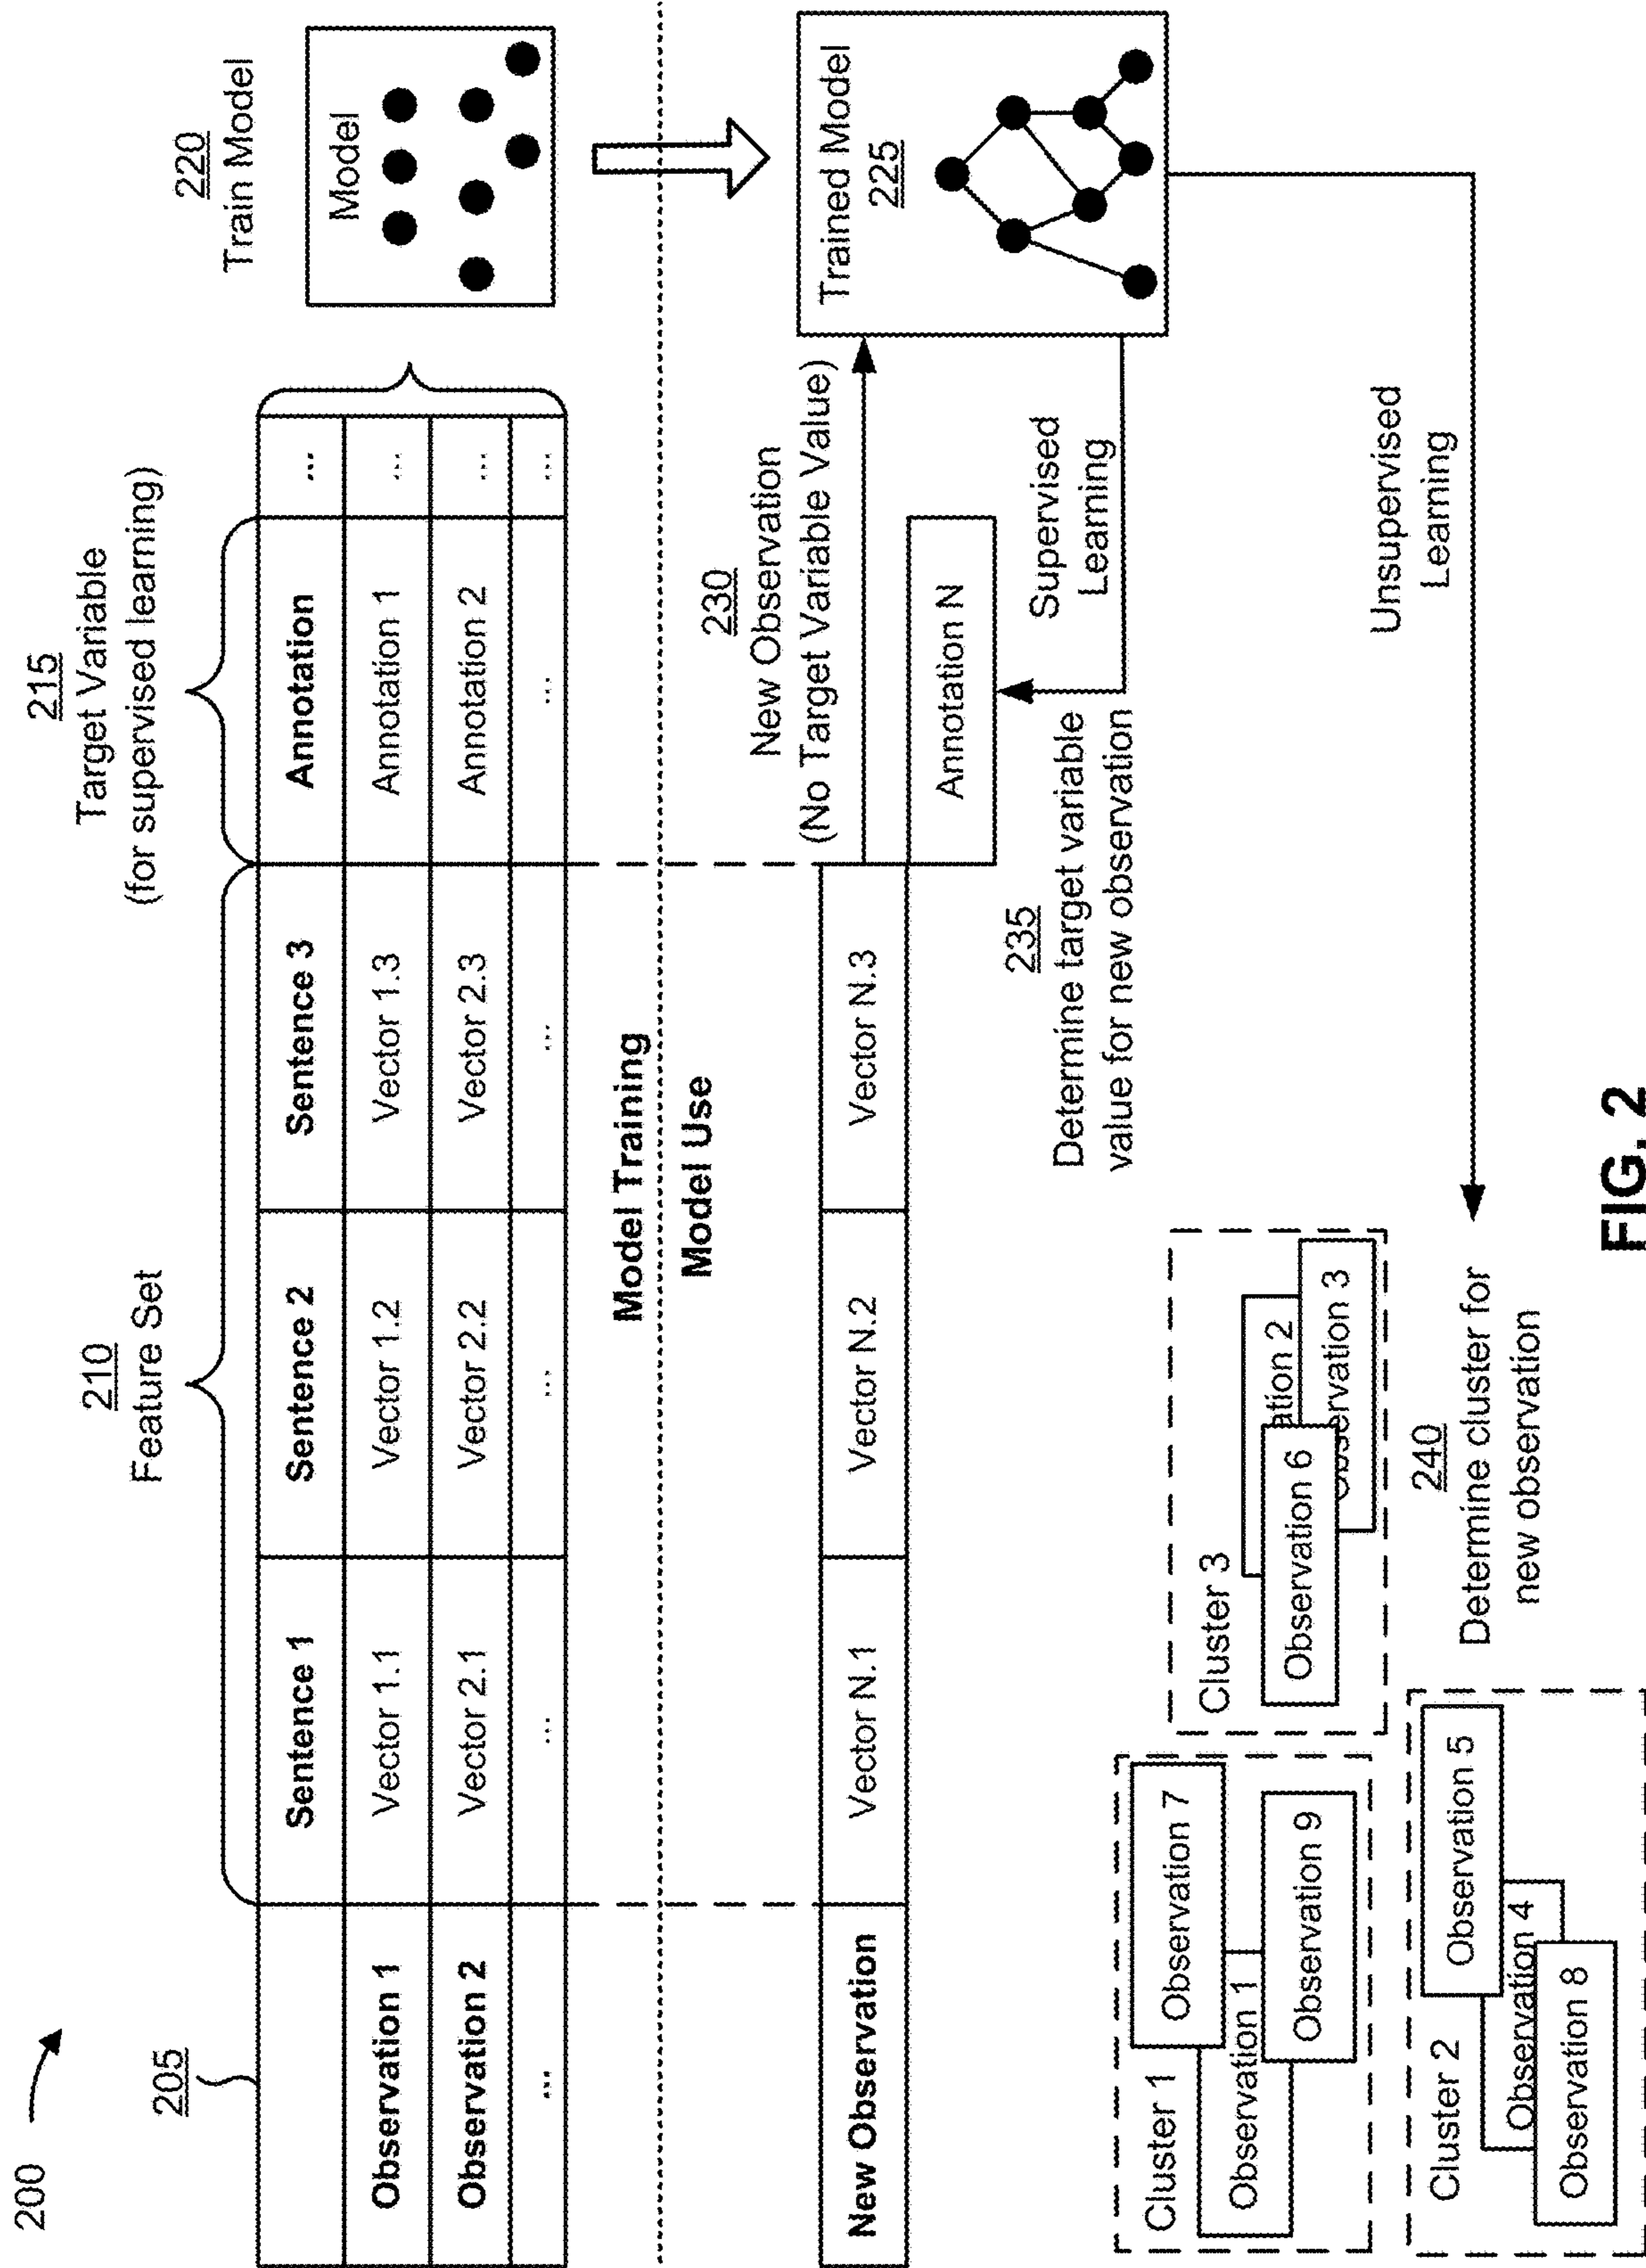 200
205
210
Feature Set
215
Target Variable
(for supervised learning)
220
Train Model
Sentence 1 Sentence 2 Sentence 3 Annotation ...
Observation 1 Vector 1.1 Vector 1.2 Vector 1.3 Annotation 1 ...
Observation 2 Vector 2.1 Vector 2.2 Vector 2.3 Annotation 2 ...
... ... ... ... ... ...
Model
Model Training
Model Use
230
New Observation
(No Target Variable Value)
Trained Model
225
New Observation Vector N.1 Vector N.2 Vector N.3
Annotation N
235
Determine target variable
value for new observation
Supervised
Learning
Cluster 1
Observation 7
Observation 1
Observation 9
Cluster 3
ation 2
Observation 6
servation 3
Cluster 2
Observation 5
Observation 4
Observation 8
240
Determine cluster for
new observation
Unsupervised
Learning
FIG. 2